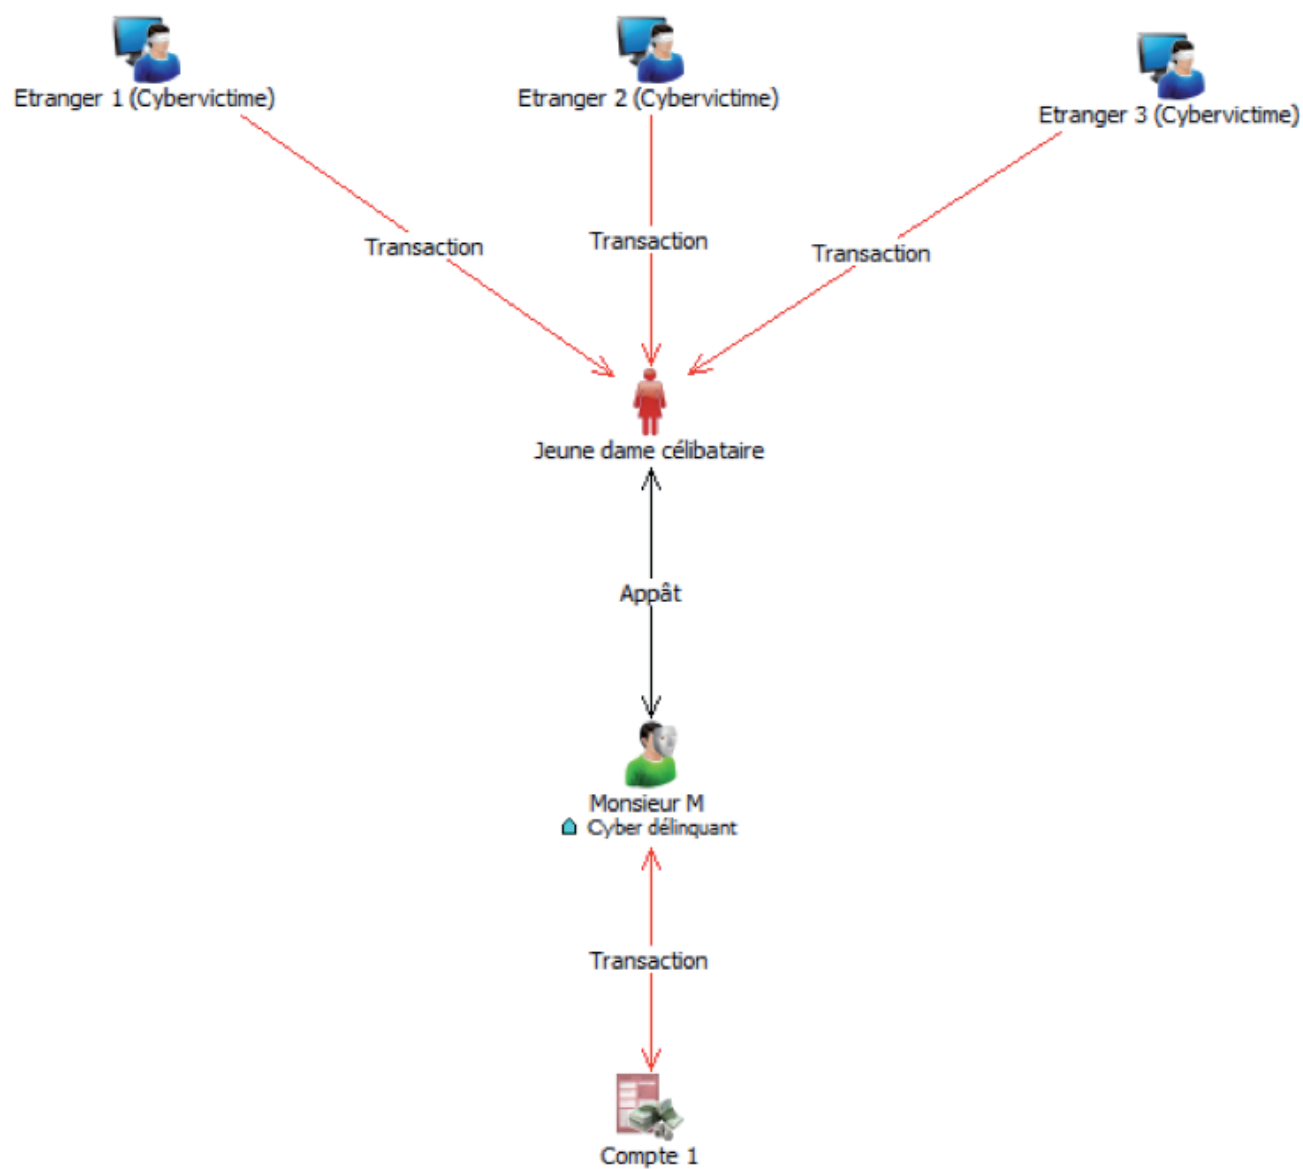 Etranger 1 (Cybervictime)
Etranger 2 (Cybervictime)
Etranger 3 (Cybervictime)
Transaction
Transaction
Transaction
Jeune dame célibataire
Appât
Monsieur M
Cyber délinquant
Transaction
Compte 1